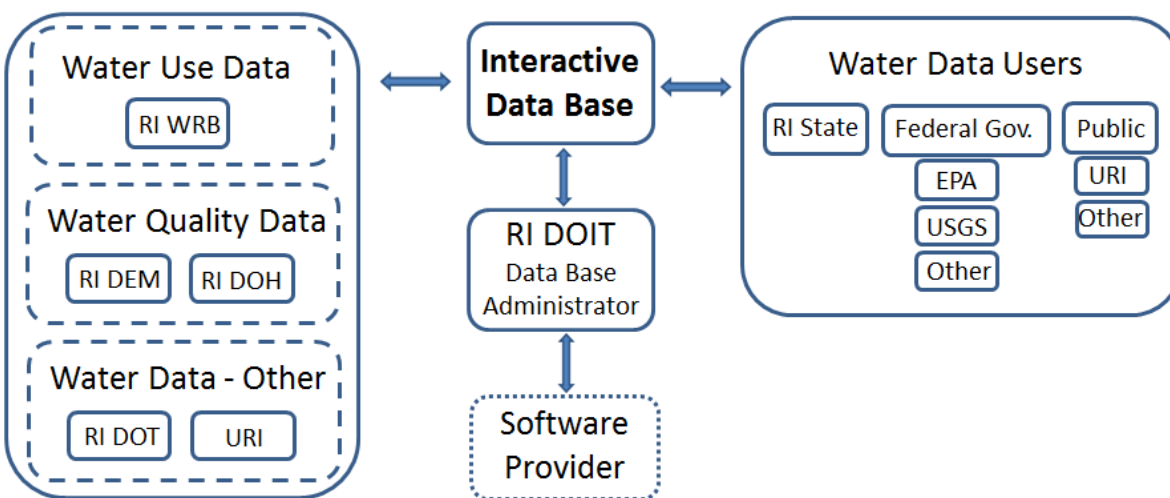 Water Use Data
RI WRB
Water Quality Data
RI DEM
RI DOH
Water Data - Other
RI DOT
URI
Interactive
Data Base
RI DOIT
Data Base
Administrator
Software
Provider
Water Data Users
RI State
Federal Gov.
EPA
USGS
Other
Public
URI
Other